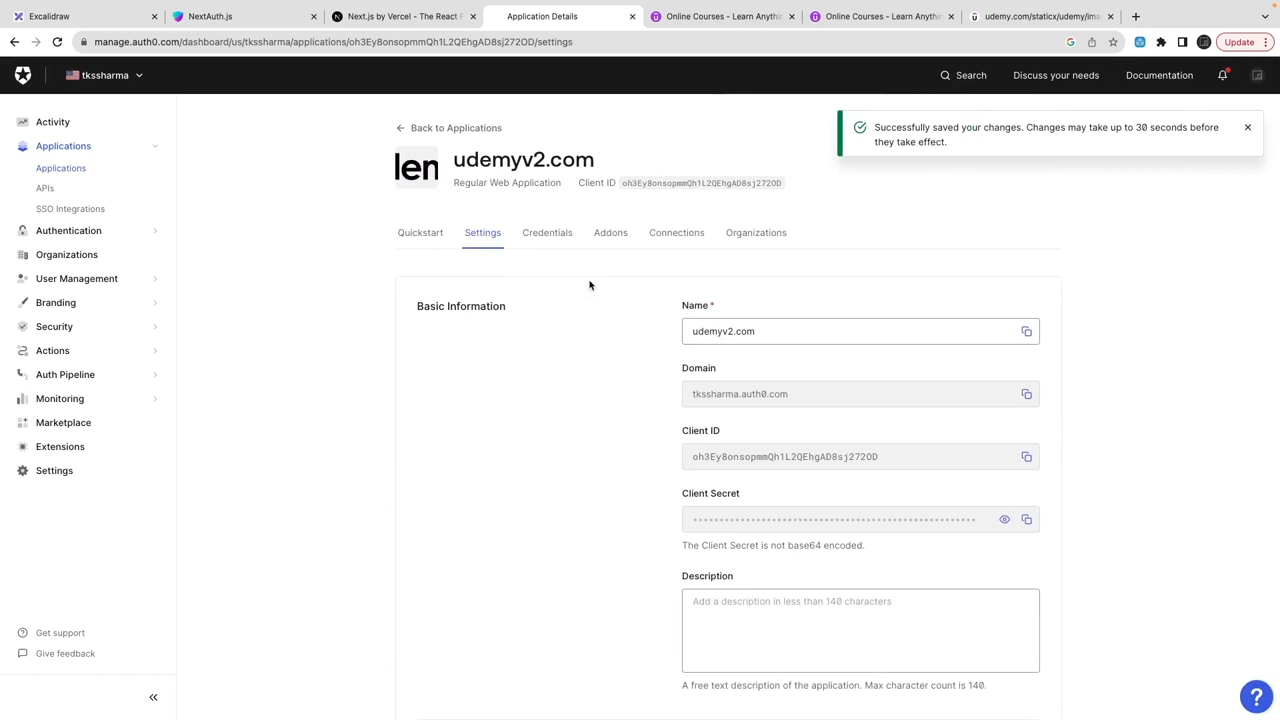 Excalidraw
NextAuth.js
Next.js by Vercel - The React F
Application Details
Online Courses - Learn Anythin
Online Courses - Learn Anythin
udemy.com/staticx/udemy/ima
manage.auth0.com/dashboard/us/tkssharma/applications/oh3Ey8onsopmmQh1L2QEhgAD8sj272OD/settings
Update
tkssharma
Search
Discuss your needs
Documentation
Activity
Applications
Applications
APIs
SSO Integrations
Authentication
Organizations
User Management
Branding
Security
Actions
Auth Pipeline
Monitoring
Marketplace
Extensions
Settings
Get support
Give feedback
Back to Applications
Successfully saved your changes. Changes may take up to 30 seconds before
they take effect.
len
udemyv2.com
Regular Web Application
Client ID oh3Ey8onsopmmQh1L2QEhgAD8sj272OD
Quickstart
Settings
Credentials
Addons
Connections
Organizations
Basic Information
Name *
udemyv2.com
Domain
tkssharma.auth0.com
Client ID
oh3Ey8onsopmmQh1L2QEhgAD8sj272OD
Client Secret
The Client Secret is not base64 encoded.
Description
Add a description in less than 140 characters
A free text description of the application. Max character count is 140.